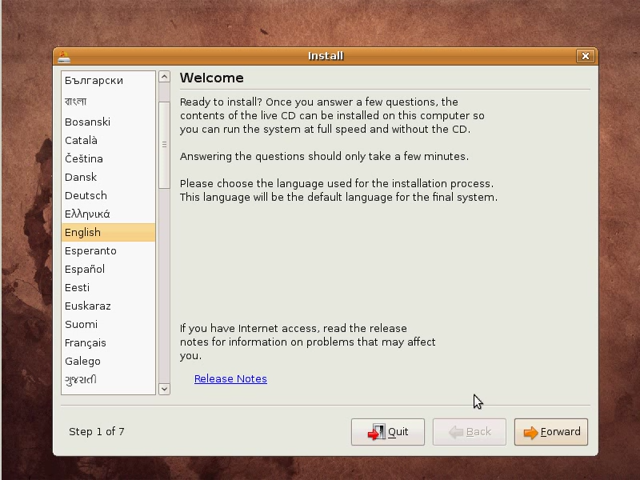 Install
Български
বাংলা
Bosanski
Català
Čeština
Dansk
Deutsch
Ελληνικά
English
Esperanto
Español
Eesti
Euskaraz
Suomi
Français
Galego
ગુજરાતી
Welcome
Ready to install? Once you answer a few questions, the
contents of the live CD can be installed on this computer so
you can run the system at full speed and without the CD.
Answering the questions should only take a few minutes.
Please choose the language used for the installation process.
This language will be the default language for the final system.
If you have Internet access, read the release
notes for information on problems that may affect
you.
Release Notes
Step 1 of 7
Quit
Back
Forward